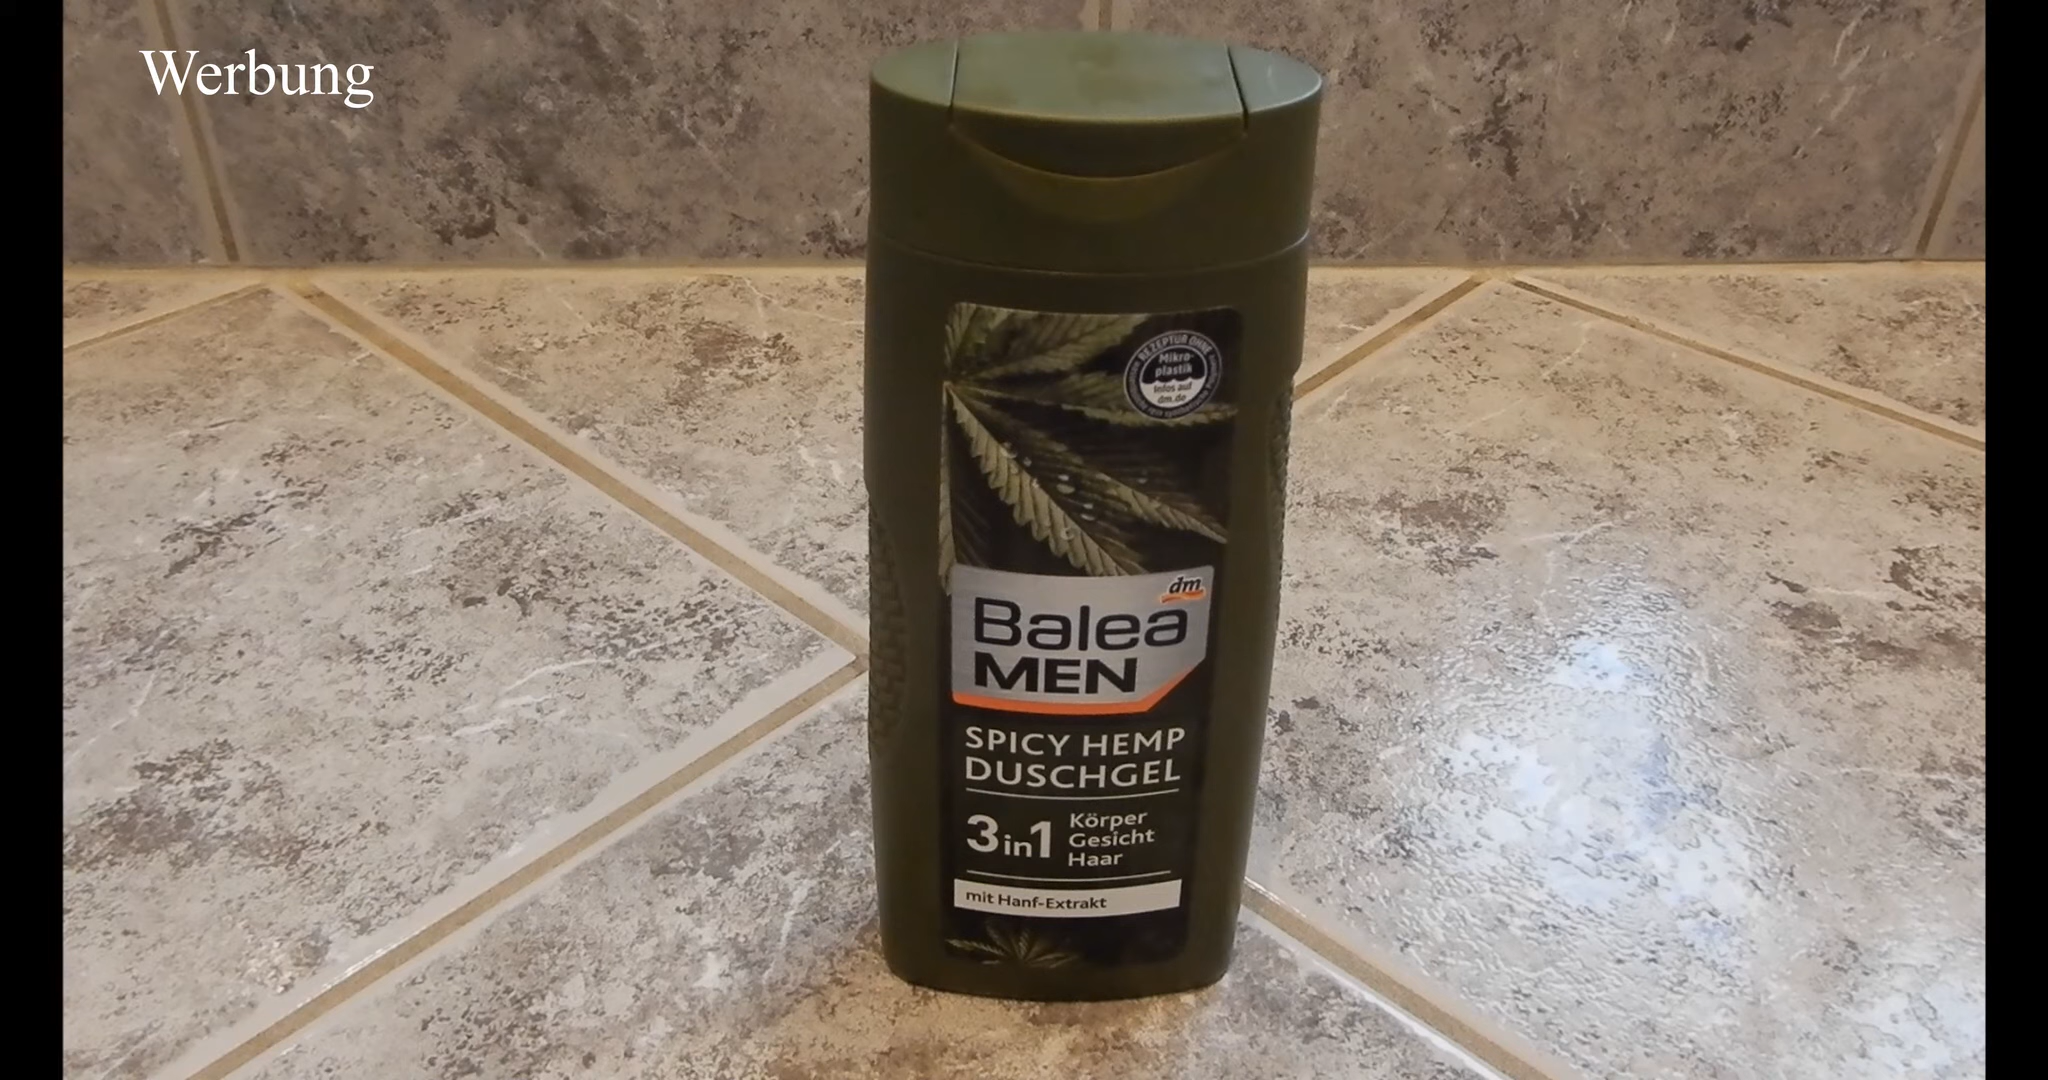 Werbung
REZEPTUR OHNE
Mikro-
plastik
Infos auf
dm.de
dm
Balea
MEN
SPICY HEMP
DUSCHGEL
3in1
Körper
Gesicht
Haar
mit Hanf-Extrakt